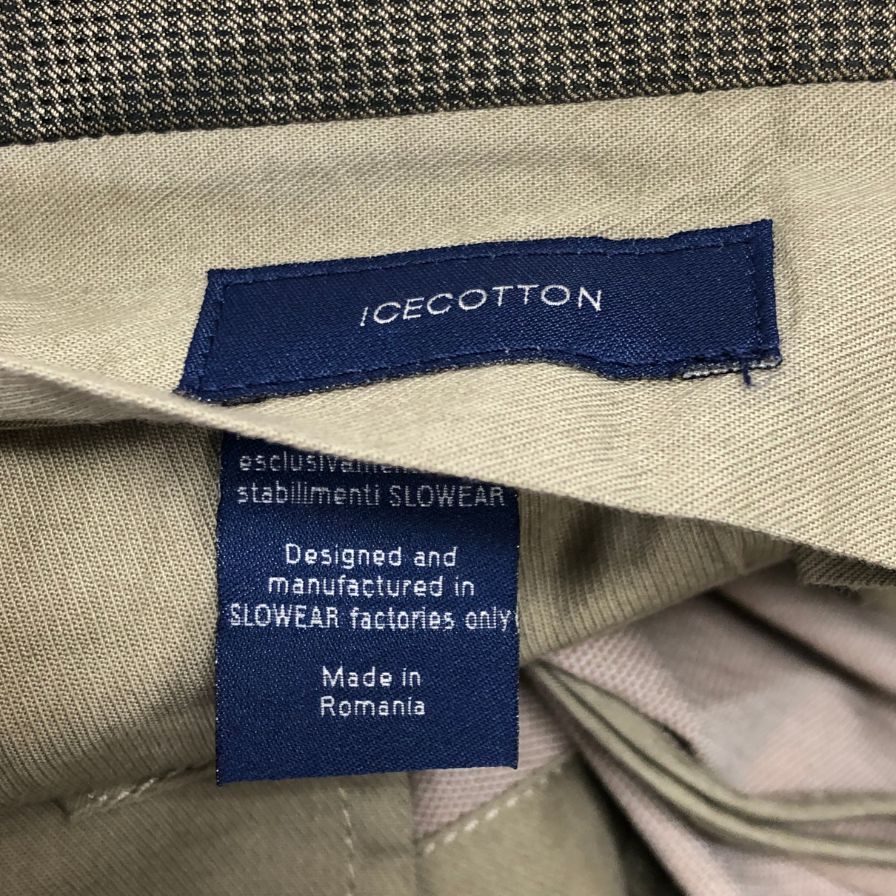 ICECOTTON
stabilimenti SLOWEAR
Designed and
manufactured in
SLOWEAR factories only
Made in
Romania